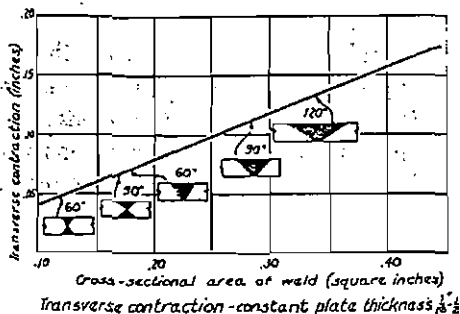 .20
.15
.10
.05
Transverse contraction (inches)
120°
90°
60°
90°
60°
.10 .20 .30 .40
Cross-sectional area of weld (square inches)
Transverse contraction-constant plate thickness